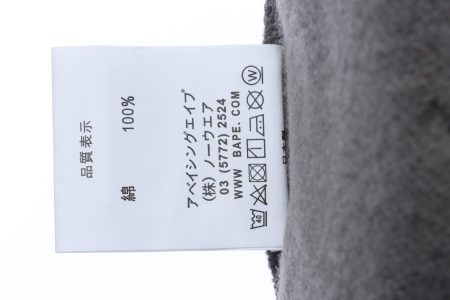 品質表示
綿 100%
アベイシングエイプ
(株) ノーウエア
03 (5772) 2524
WWW BAPE. COM
40 W